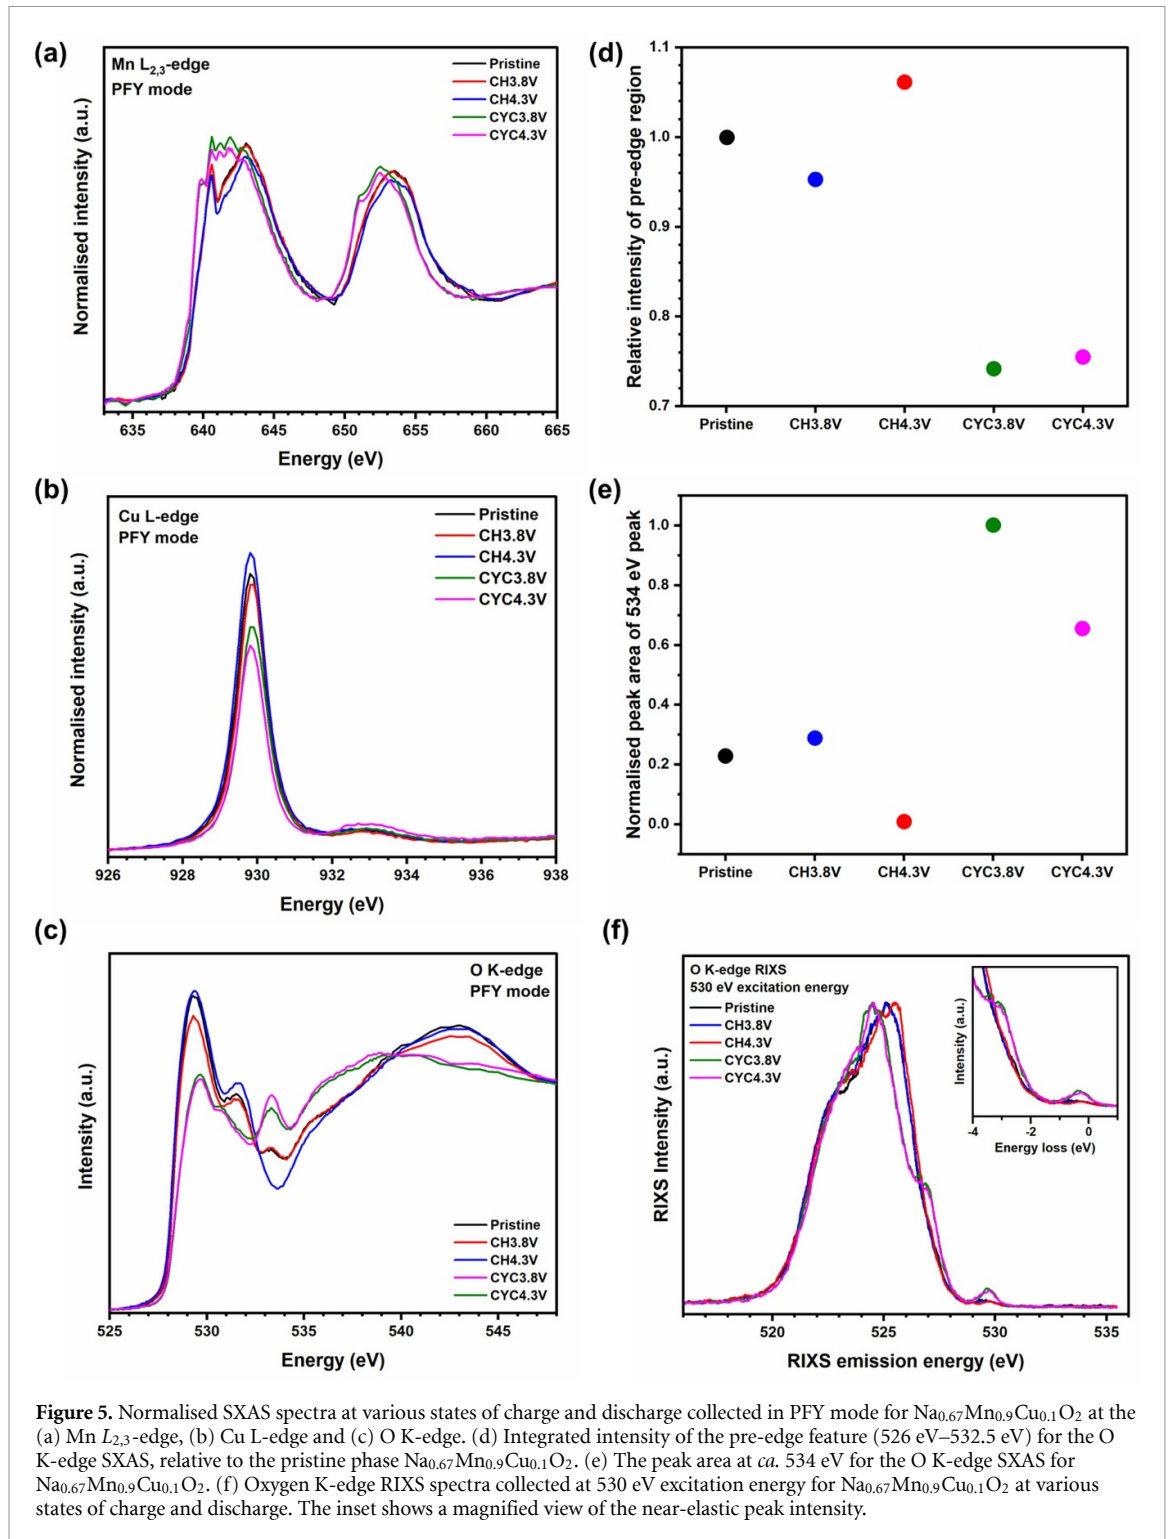 (a)
Mn L2,3-edge
PFY mode
Pristine
CH3.8V
CH4.3V
CYC3.8V
CYC4.3V
Normalised intensity (a.u.)
635 640 645 650 655 660 665
Energy (eV)
(d)
Relative intensity of pre-edge region
1.1
1.0
0.9
0.8
0.7
Pristine CH3.8V CH4.3V CYC3.8V CYC4.3V
(b)
Cu L-edge
PFY mode
Pristine
CH3.8V
CH4.3V
CYC3.8V
CYC4.3V
Normalised intensity (a.u.)
926 928 930 932 934 936 938
Energy (eV)
(e)
Normalised peak area of 534 eV peak
1.0
0.8
0.6
0.4
0.2
0.0
Pristine CH3.8V CH4.3V CYC3.8V CYC4.3V
(c)
O K-edge
PFY mode
Pristine
CH3.8V
CH4.3V
CYC3.8V
CYC4.3V
Intensity (a.u.)
525 530 535 540 545
Energy (eV)
(f)
O K-edge RIXS
530 eV excitation energy
Pristine
CH3.8V
CH4.3V
CYC3.8V
CYC4.3V
Intensity (a.u.)
-4 -2 0
Energy loss (eV)
RIXS Intensity (a.u.)
520 525 530 535
RIXS emission energy (eV)
Figure 5. Normalised SXAS spectra at various states of charge and discharge collected in PFY mode for Na0.67Mn0.9Cu0.1O2 at the
(a) Mn L2,3-edge, (b) Cu L-edge and (c) O K-edge. (d) Integrated intensity of the pre-edge feature (526 eV–532.5 eV) for the O
K-edge SXAS, relative to the pristine phase Na0.67Mn0.9Cu0.1O2. (e) The peak area at ca. 534 eV for the O K-edge SXAS for
Na0.67Mn0.9Cu0.1O2. (f) Oxygen K-edge RIXS spectra collected at 530 eV excitation energy for Na0.67Mn0.9Cu0.1O2 at various
states of charge and discharge. The inset shows a magnified view of the near-elastic peak intensity.